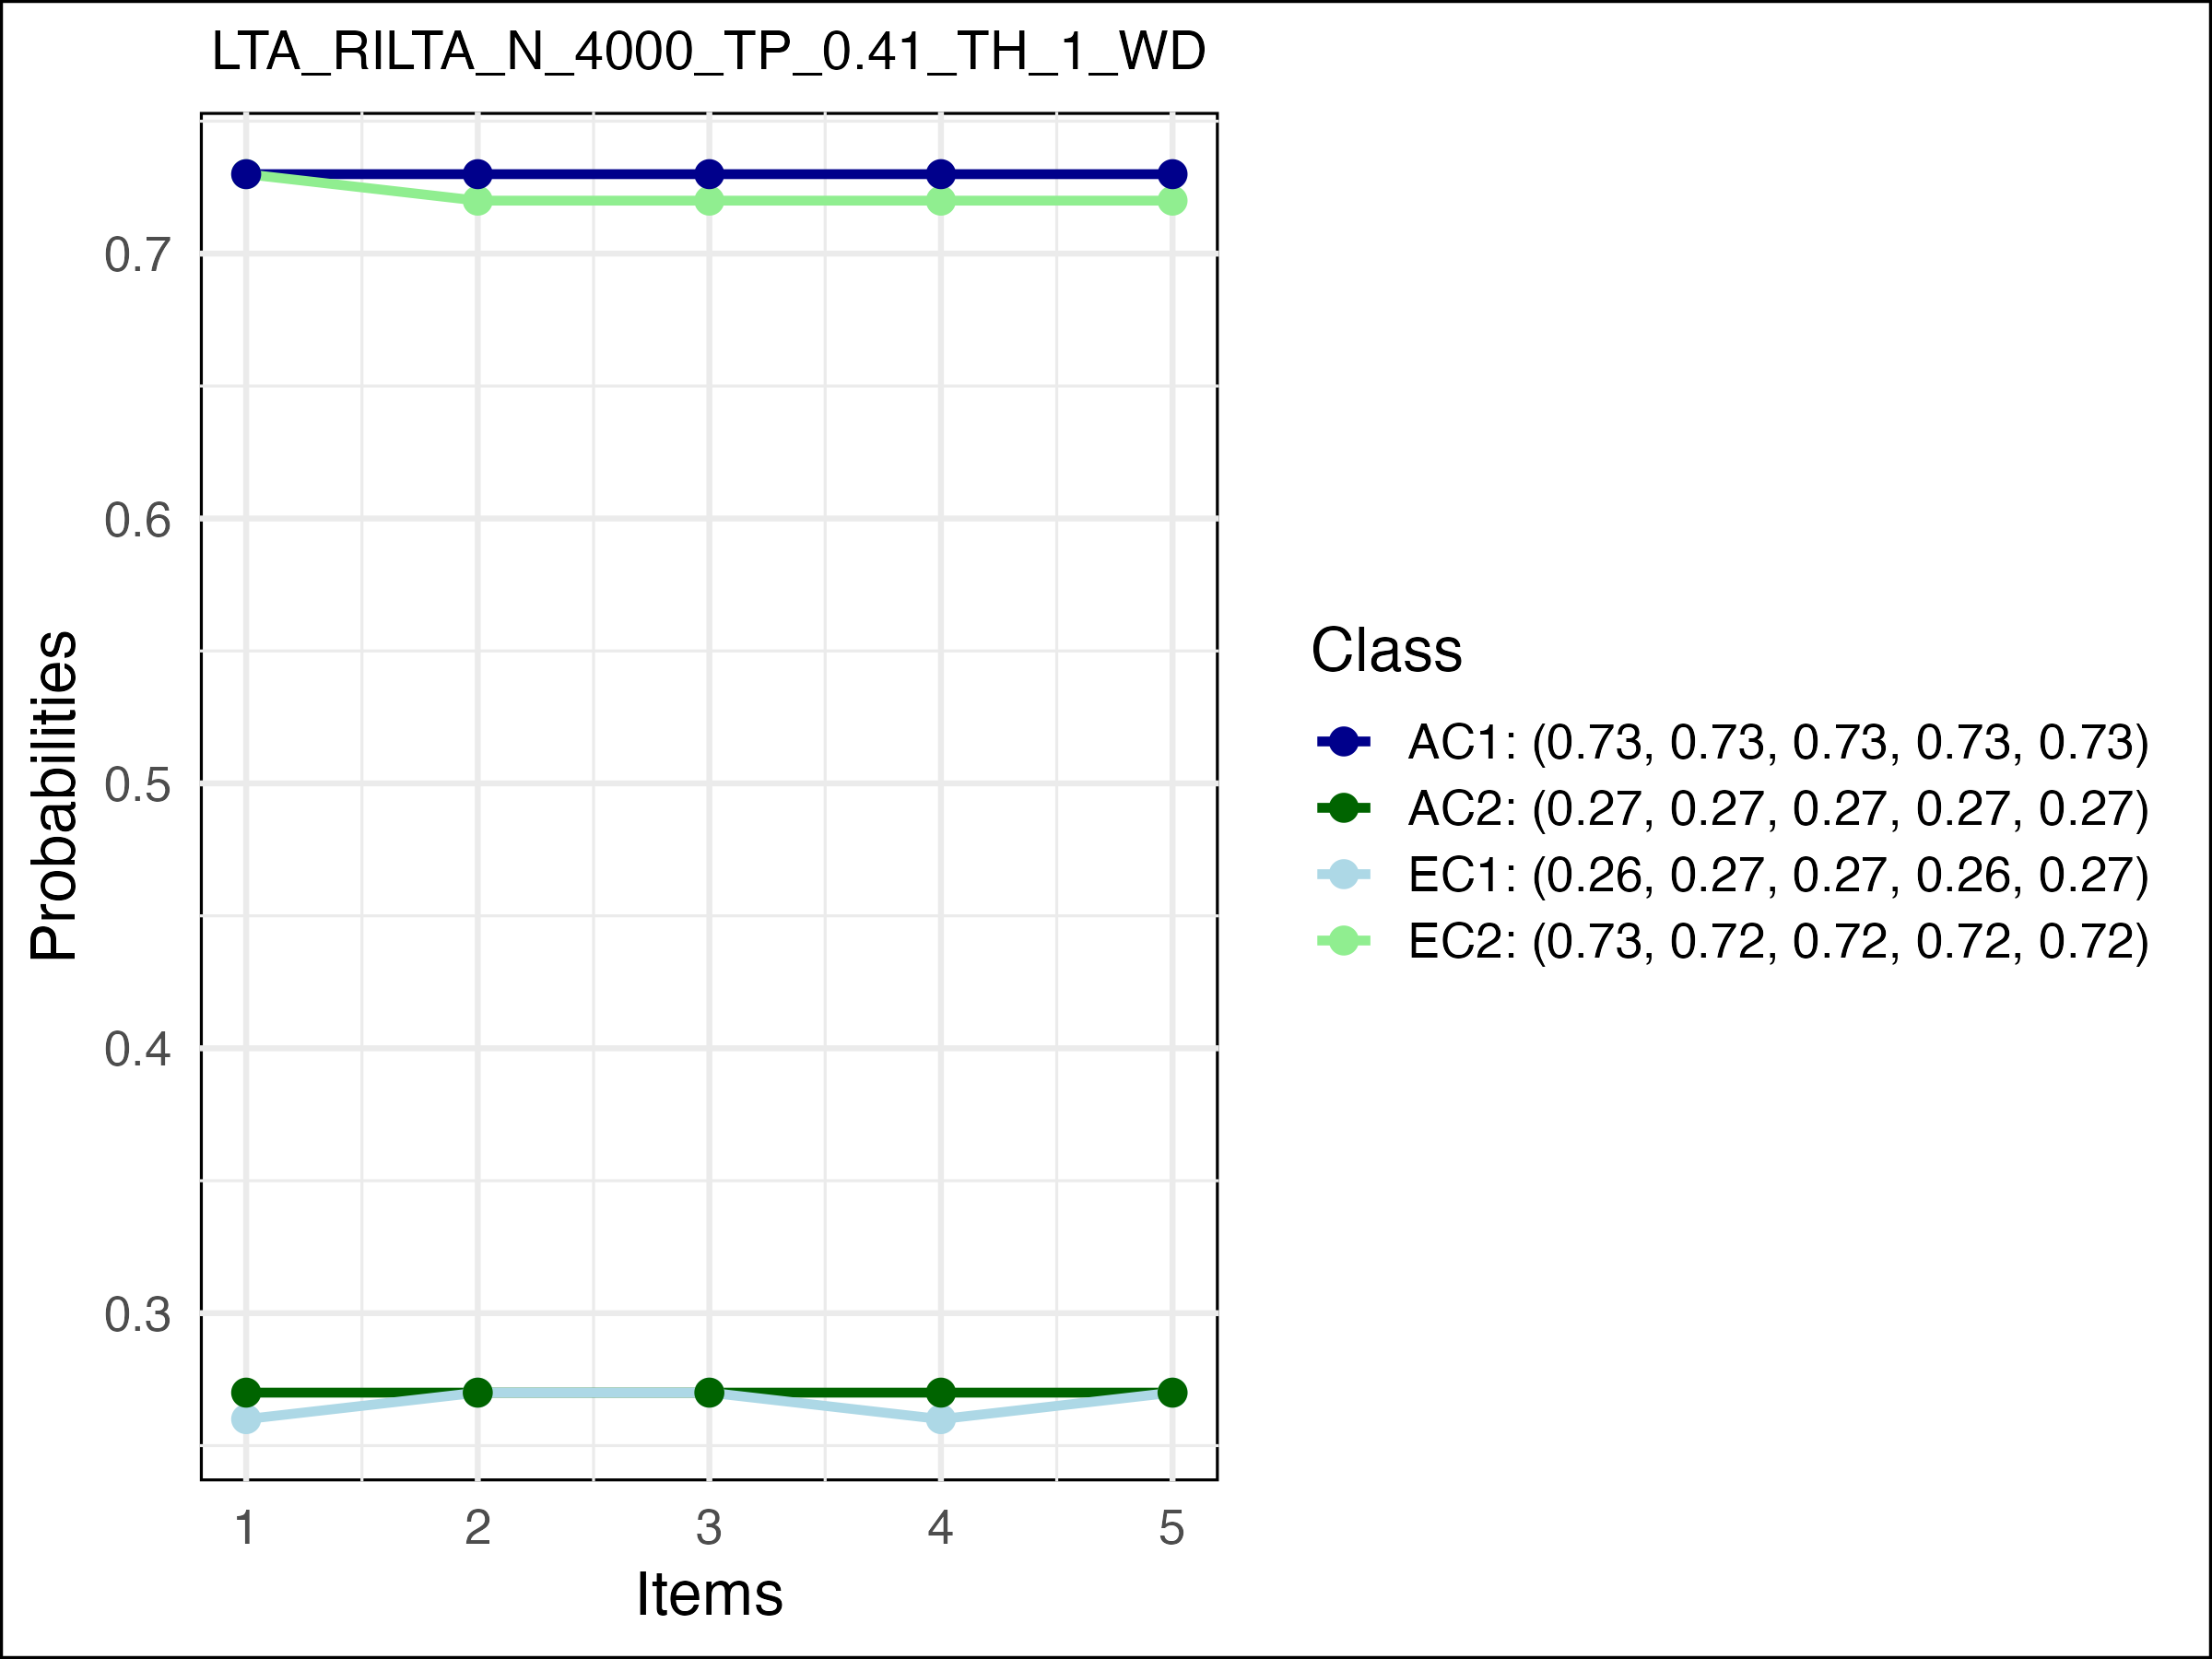 LTA_RILTA_N_4000_TP_0.41_TH_1_WD
Probabilities
0.7
0.6
0.5
0.4
0.3
1 2 3 4 5
Items
Class
AC1: (0.73, 0.73, 0.73, 0.73, 0.73)
AC2: (0.27, 0.27, 0.27, 0.27, 0.27)
EC1: (0.26, 0.27, 0.27, 0.26, 0.27)
EC2: (0.73, 0.72, 0.72, 0.72, 0.72)